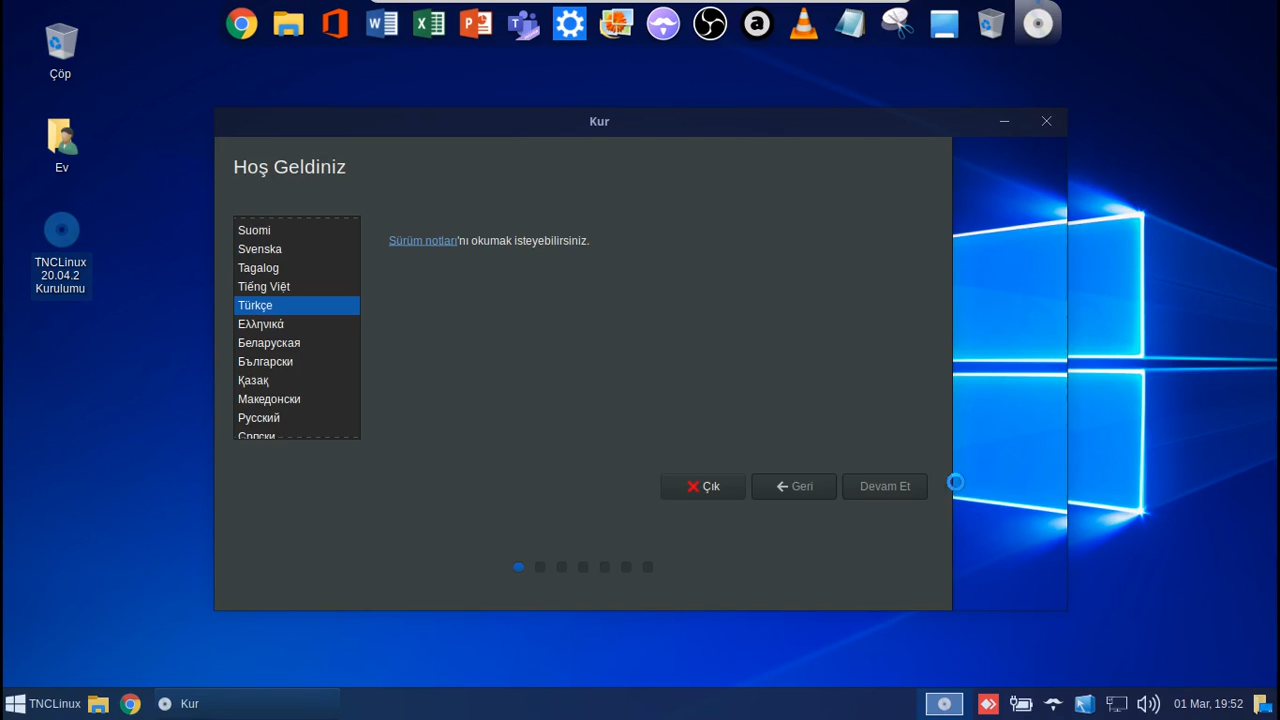 Çöp
Ev
TNCLinux
20.04.2
Kurulumu
Kur
Hoş Geldiniz
Suomi
Svenska
Tagalog
Tiếng Việt
Türkçe
Ελληνικά
Беларуская
Български
Қазақ
Македонски
Русский
Српски
Sürüm notları'nı okumak isteyebilirsiniz.
Çık
Geri
Devam Et
TNCLinux
Kur
01 Mar, 19:52